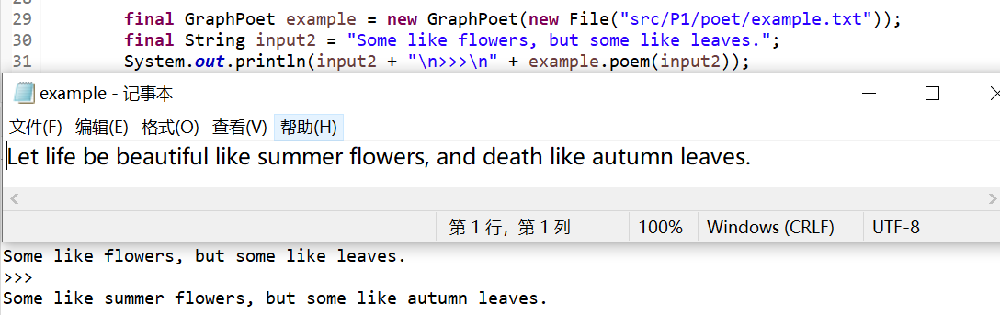 29 final GraphPoet example = new GraphPoet(new File("src/P1/poet/example.txt"));
30 final String input2 = "Some like flowers, but some like leaves.";
31 System.out.println(input2 + "\n>>>\n" + example.poem(input2));
example - 记事本
文件(F) 编辑(E) 格式(O) 查看(V) 帮助(H)
Let life be beautiful like summer flowers, and death like autumn leaves.
第 1 行，第 1 列 100% Windows (CRLF) UTF-8
Some like flowers, but some like leaves.
>>>
Some like summer flowers, but some like autumn leaves.